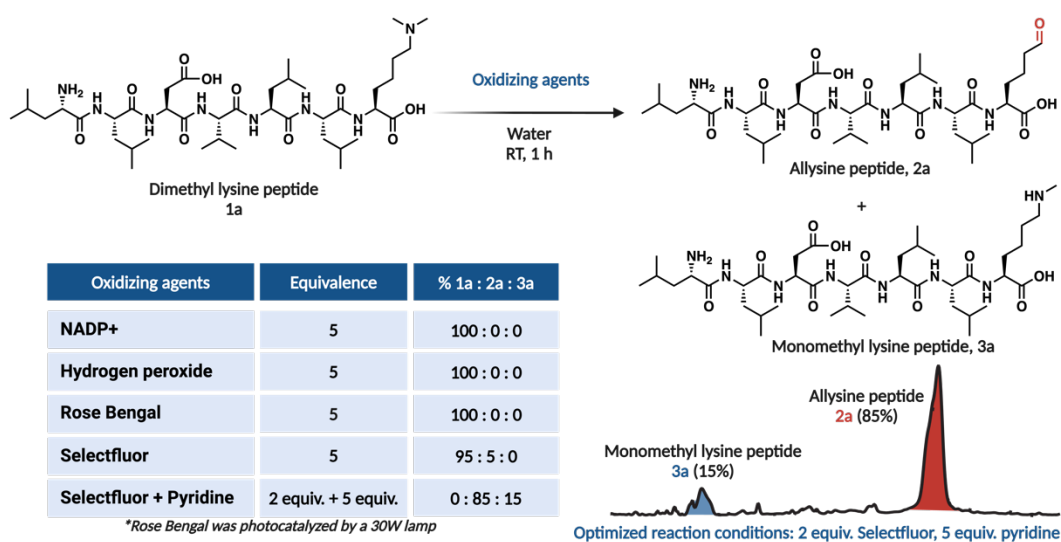 Oxidizing agents
Water
RT, 1 h
Dimethyl lysine peptide
1a
Allysine peptide, 2a
+
Monomethyl lysine peptide, 3a
Oxidizing agents Equivalence % 1a : 2a : 3a
NADP+ 5 100 : 0 : 0
Hydrogen peroxide 5 100 : 0 : 0
Rose Bengal 5 100 : 0 : 0
Selectfluor 5 95 : 5 : 0
Selectfluor + Pyridine 2 equiv. + 5 equiv. 0 : 85 : 15
*Rose Bengal was photocatalyzed by a 30W lamp
Allysine peptide
2a (85%)
Monomethyl lysine peptide
3a (15%)
Optimized reaction conditions: 2 equiv. Selectfluor, 5 equiv. pyridine